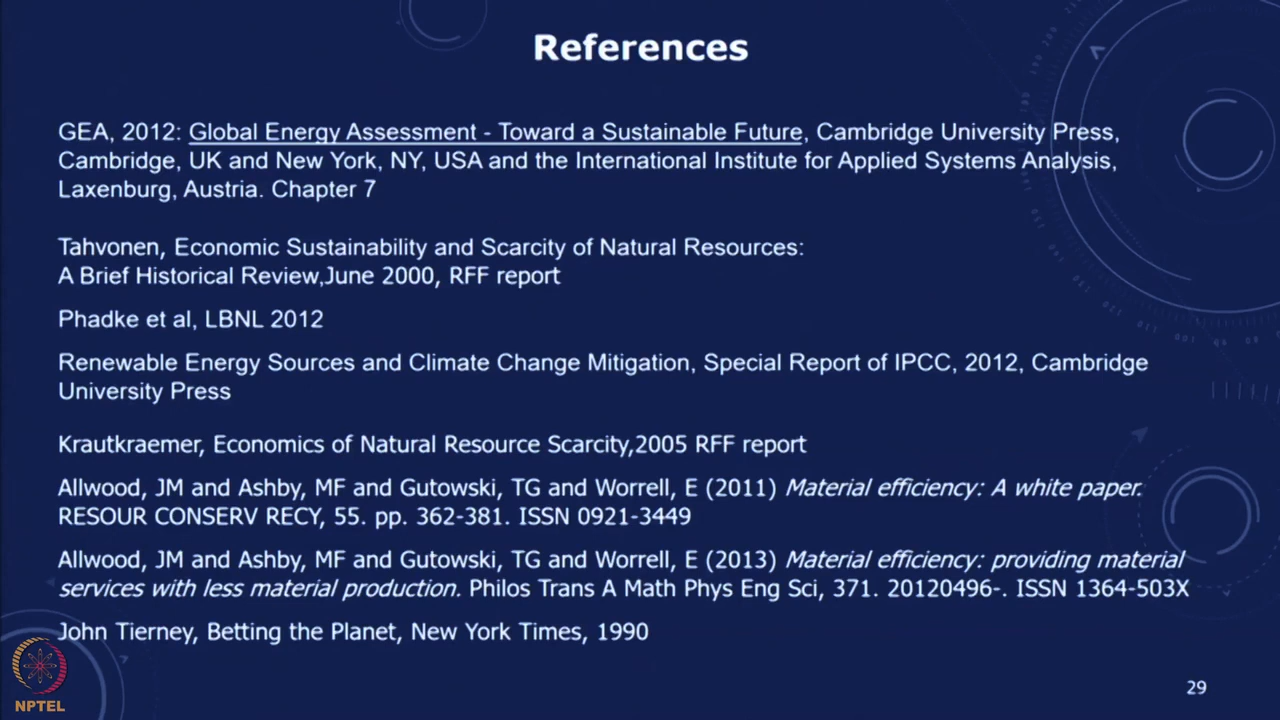 References
GEA, 2012: Global Energy Assessment - Toward a Sustainable Future, Cambridge University Press,
Cambridge, UK and New York, NY, USA and the International Institute for Applied Systems Analysis,
Laxenburg, Austria. Chapter 7
Tahvonen, Economic Sustainability and Scarcity of Natural Resources:
A Brief Historical Review,June 2000, RFF report
Phadke et al, LBNL 2012
Renewable Energy Sources and Climate Change Mitigation, Special Report of IPCC, 2012, Cambridge
University Press
Krautkraemer, Economics of Natural Resource Scarcity,2005 RFF report
Allwood, JM and Ashby, MF and Gutowski, TG and Worrell, E (2011) Material efficiency: A white paper.
RESOUR CONSERV RECY, 55. pp. 362-381. ISSN 0921-3449
Allwood, JM and Ashby, MF and Gutowski, TG and Worrell, E (2013) Material efficiency: providing material
services with less material production. Philos Trans A Math Phys Eng Sci, 371. 20120496-. ISSN 1364-503X
John Tierney, Betting the Planet, New York Times, 1990
29
NPTEL